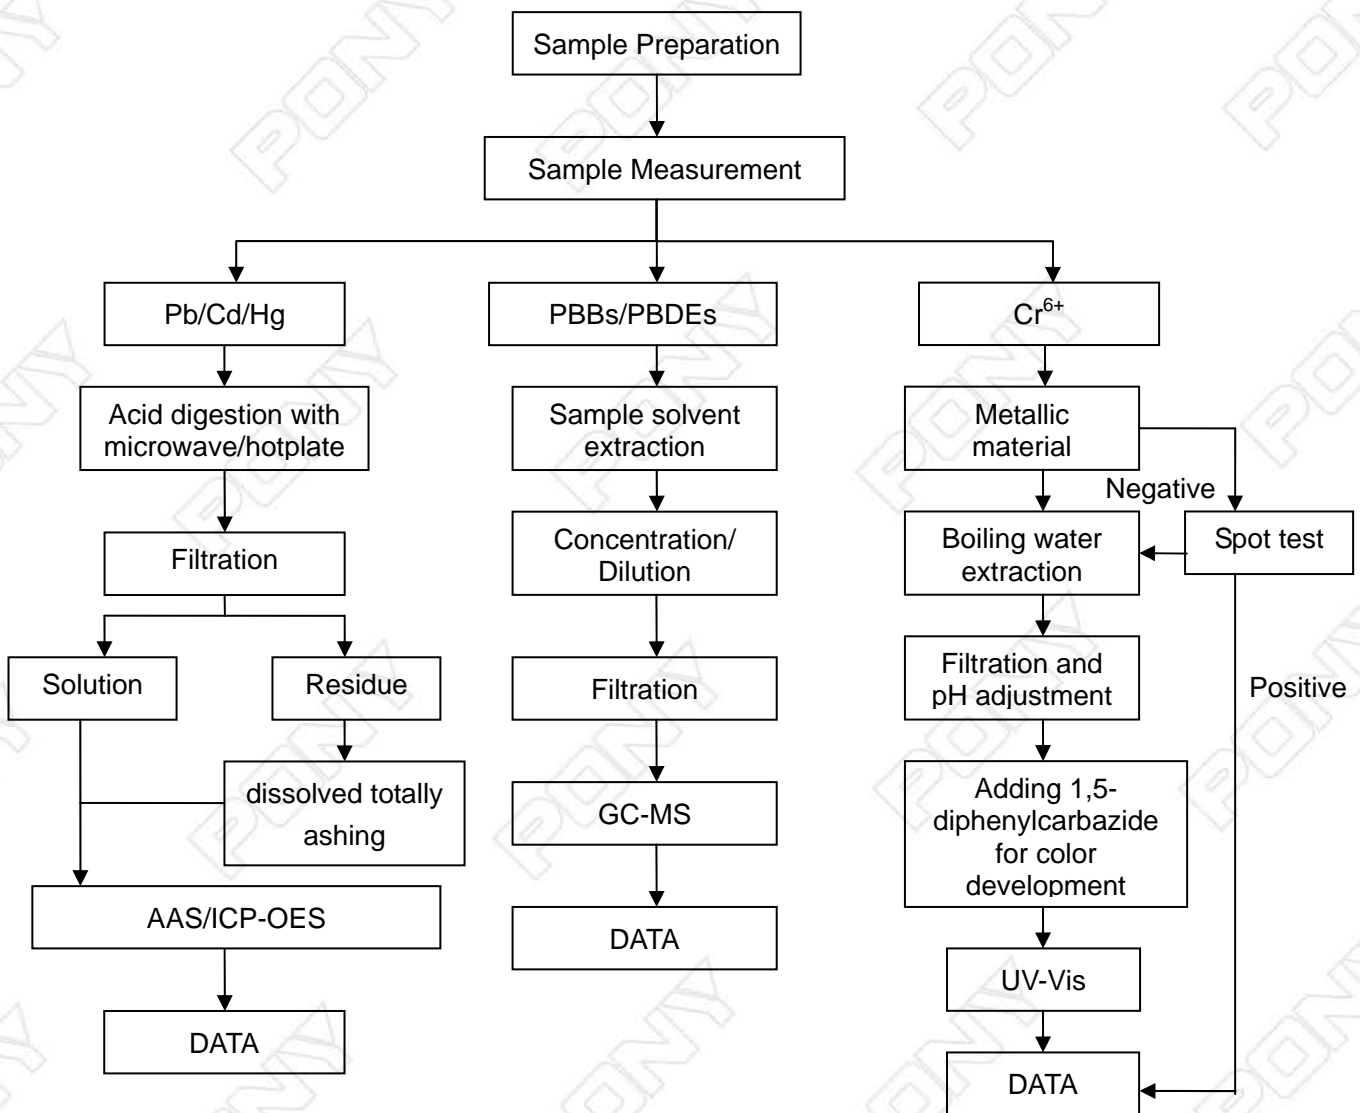 Sample Preparation
Sample Measurement
Pb/Cd/Hg
Acid digestion with
microwave/hotplate
Filtration
Solution
Residue
dissolved totally
ashing
AAS/ICP-OES
DATA
PBBs/PBDEs
Sample solvent
extraction
Concentration/
Dilution
Filtration
GC-MS
DATA
Cr⁶⁺
Metallic
material
Negative
Spot test
Boiling water
extraction
Filtration and
pH adjustment
Positive
Adding 1,5-
diphenylcarbazide
for color
development
UV-Vis
DATA
PONY